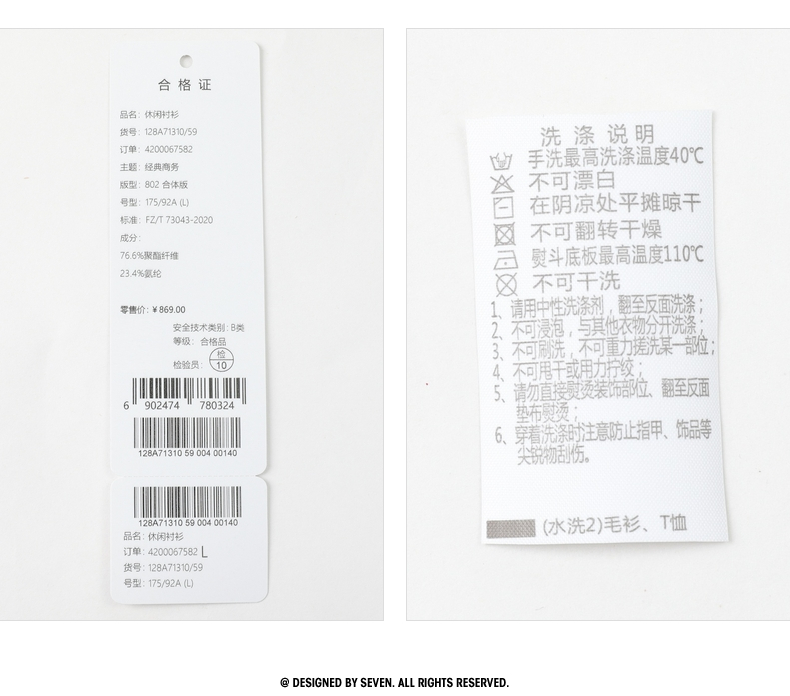 合格证
品名: 休闲衬衫
货号: 128A71310/59
订单: 4200067582
主题: 经典商务
版型: 802 合体版
号型: 175/92A (L)
标准: FZ/T 73043-2020
成分:
76.6%聚酯纤维
23.4%氨纶
零售价: ¥ 869.00
安全技术类别: B类
等级: 合格品
检验员: 检 10
6 902474 780324
128A71310 59 004 00140
128A71310 59 004 00140
品名: 休闲衬衫
订单: 4200067582 L
货号: 128A71310/59
号型: 175/92A (L)
洗涤说明
手洗最高洗涤温度40℃
不可漂白
在阴凉处平摊晾干
不可翻转干燥
熨斗底板最高温度110℃
不可干洗
1、请用中性洗涤剂，翻至反面洗涤；
2、不可浸泡，与其他衣物分开洗涤；
3、不可刷洗，不可重力搓洗某一部位；
4、不可甩干或用力拧绞；
5、请勿直接熨烫装饰部位、翻至反面
垫布熨烫；
6、穿着洗涤时注意防止指甲、饰品等
尖锐物刮伤。
(水洗2)毛衫、T恤
@ DESIGNED BY SEVEN. ALL RIGHTS RESERVED.